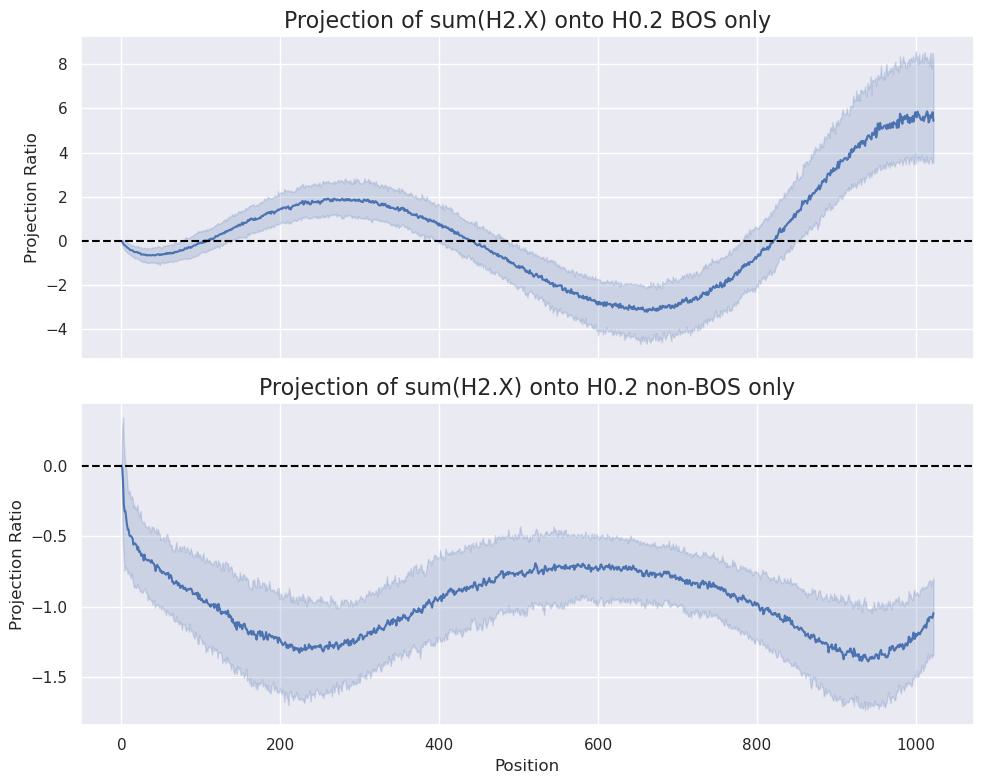 Projection of sum(H2.X) onto H0.2 BOS only
8
6
4
2
0
−2
−4
Projection Ratio
Projection of sum(H2.X) onto H0.2 non-BOS only
0.0
−0.5
−1.0
−1.5
Projection Ratio
0 200 400 600 800 1000
Position